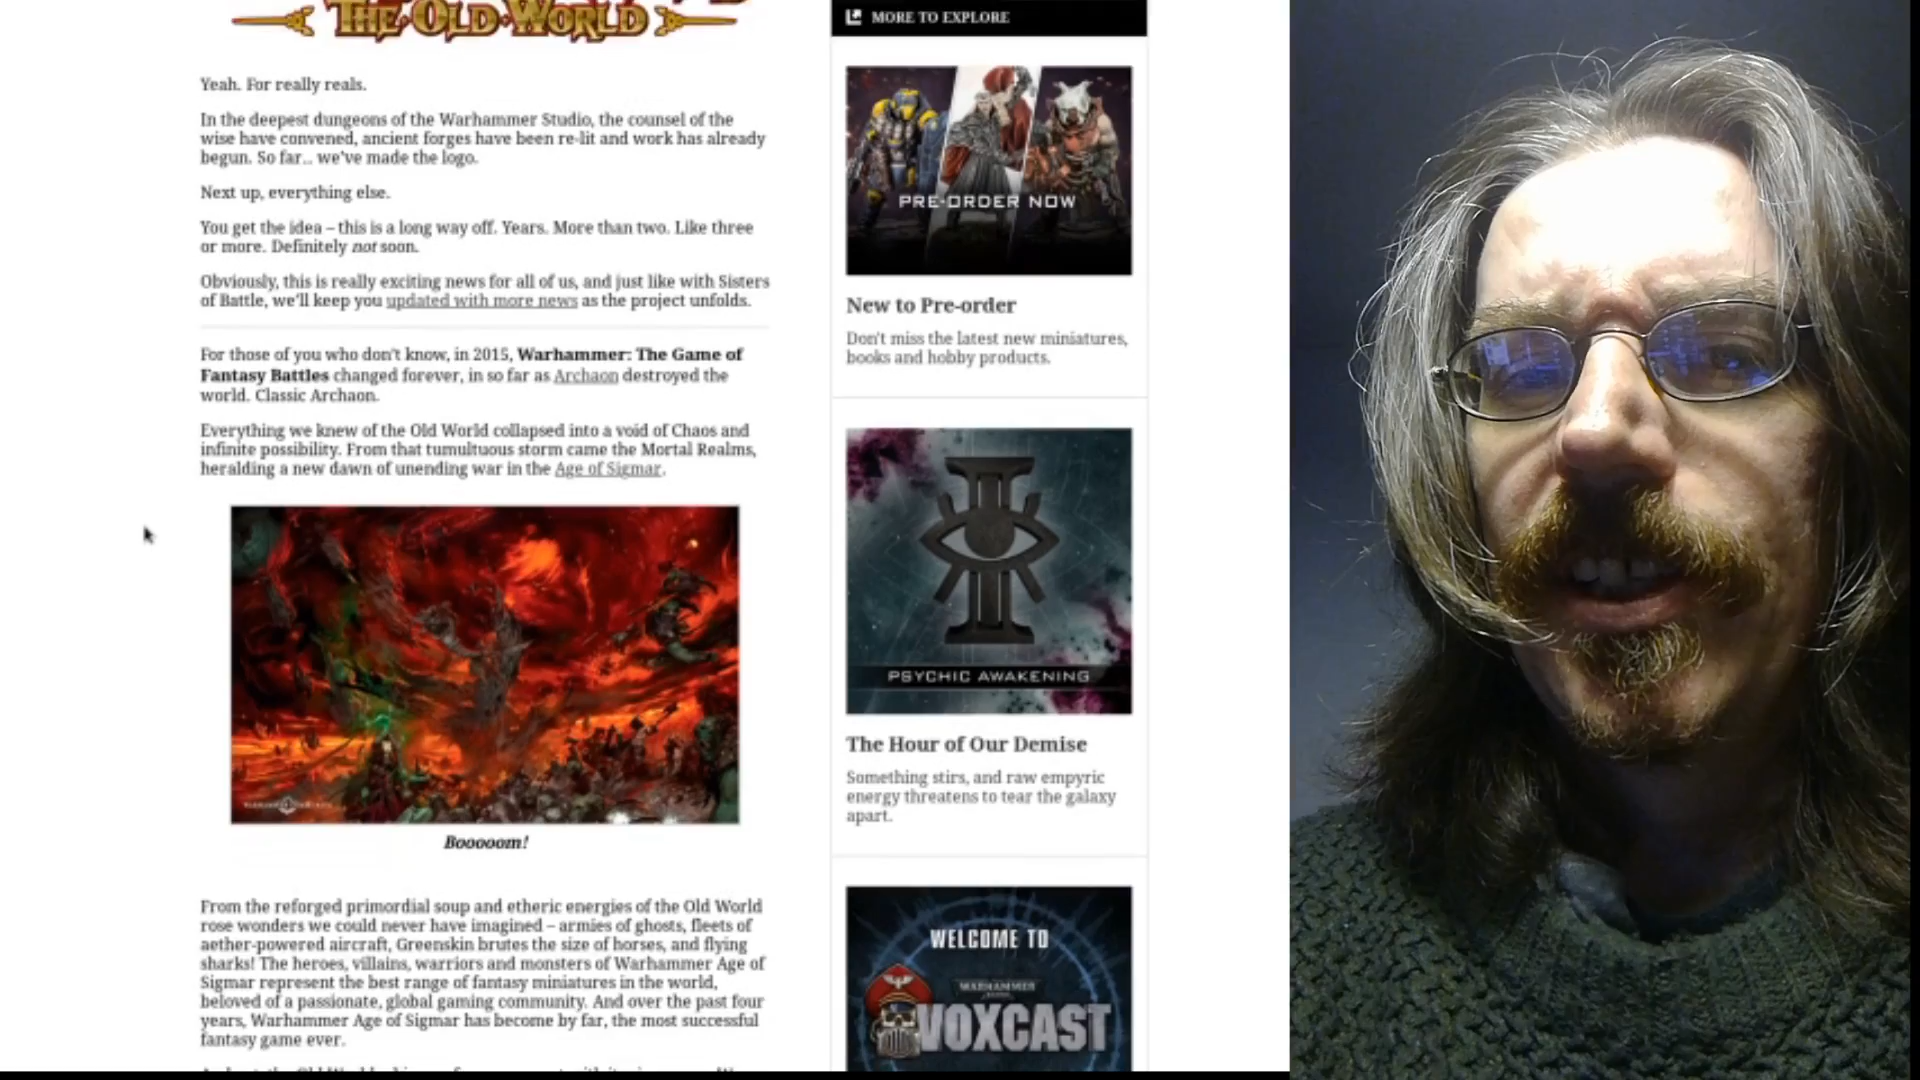 THE OLD WORLD
Yeah. For really reals.
In the deepest dungeons of the Warhammer Studio, the counsel of the
wise have convened, ancient forges have been re-lit and work has already
begun. So far… we've made the logo.
Next up, everything else.
You get the idea – this is a long way off. Years. More than two. Like three
or more. Definitely not soon.
Obviously, this is really exciting news for all of us, and just like with Sisters
of Battle, we'll keep you updated with more news as the project unfolds.
For those of you who don't know, in 2015, Warhammer: The Game of
Fantasy Battles changed forever, in so far as Archaon destroyed the
world. Classic Archaon.
Everything we knew of the Old World collapsed into a void of Chaos and
infinite possibility. From that tumultuous storm came the Mortal Realms,
heralding a new dawn of unending war in the Age of Sigmar.
Booooom!
From the reforged primordial soup and etheric energies of the Old World
rose wonders we could never have imagined – armies of ghosts, fleets of
aether-powered aircraft, Greenskin brutes the size of horses, and flying
sharks! The heroes, villains, warriors and monsters of Warhammer Age of
Sigmar represent the best range of fantasy miniatures in the world,
beloved of a passionate, global gaming community. And over the past four
years, Warhammer Age of Sigmar has become by far, the most successful
fantasy game ever.
MORE TO EXPLORE
PRE-ORDER NOW
New to Pre-order
Don't miss the latest new miniatures,
books and hobby products.
PSYCHIC AWAKENING
The Hour of Our Demise
Something stirs, and raw empyric
energy threatens to tear the galaxy
apart.
WELCOME TO
WARHAMMER
VOXCAST